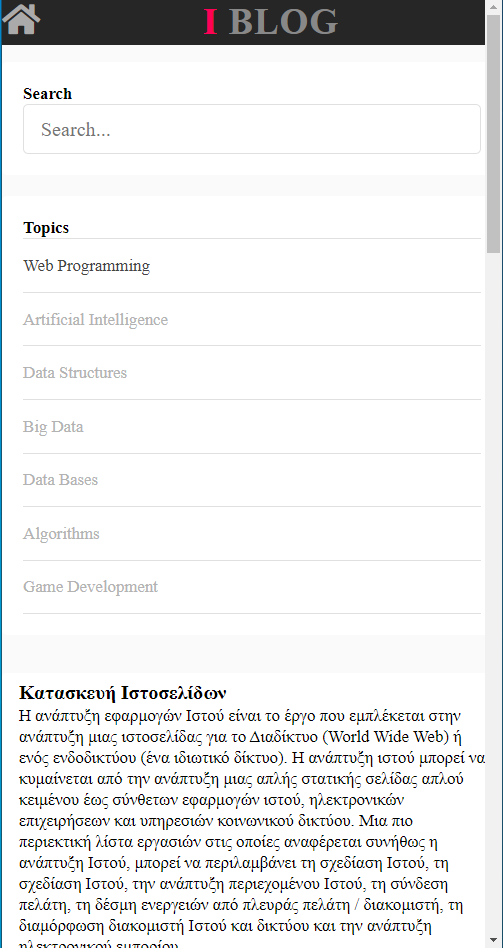 I BLOG
Search
Search...
Topics
Web Programming
Artificial Intelligence
Data Structures
Big Data
Data Bases
Algorithms
Game Development
Κατασκευή Ιστοσελίδων
Η ανάπτυξη εφαρμογών Ιστού είναι το έργο που εμπλέκεται στην
ανάπτυξη μιας ιστοσελίδας για το Διαδίκτυο (World Wide Web) ή
ενός ενδοδικτύου (ένα ιδιωτικό δίκτυο). Η ανάπτυξη ιστού μπορεί να
κυμαίνεται από την ανάπτυξη μιας απλής στατικής σελίδας απλού
κειμένου έως σύνθετων εφαρμογών ιστού, ηλεκτρονικών
επιχειρήσεων και υπηρεσιών κοινωνικού δικτύου. Μια πιο
περιεκτική λίστα εργασιών στις οποίες αναφέρεται συνήθως η
ανάπτυξη Ιστού, μπορεί να περιλαμβάνει τη σχεδίαση Ιστού, τη
σχεδίαση Ιστού, την ανάπτυξη περιεχομένου Ιστού, τη σύνδεση
πελάτη, τη δέσμη ενεργειών από πλευράς πελάτη / διακομιστή, τη
διαμόρφωση διακομιστή Ιστού και δικτύου και την ανάπτυξη
ηλεκτρονικού εμπορίου.